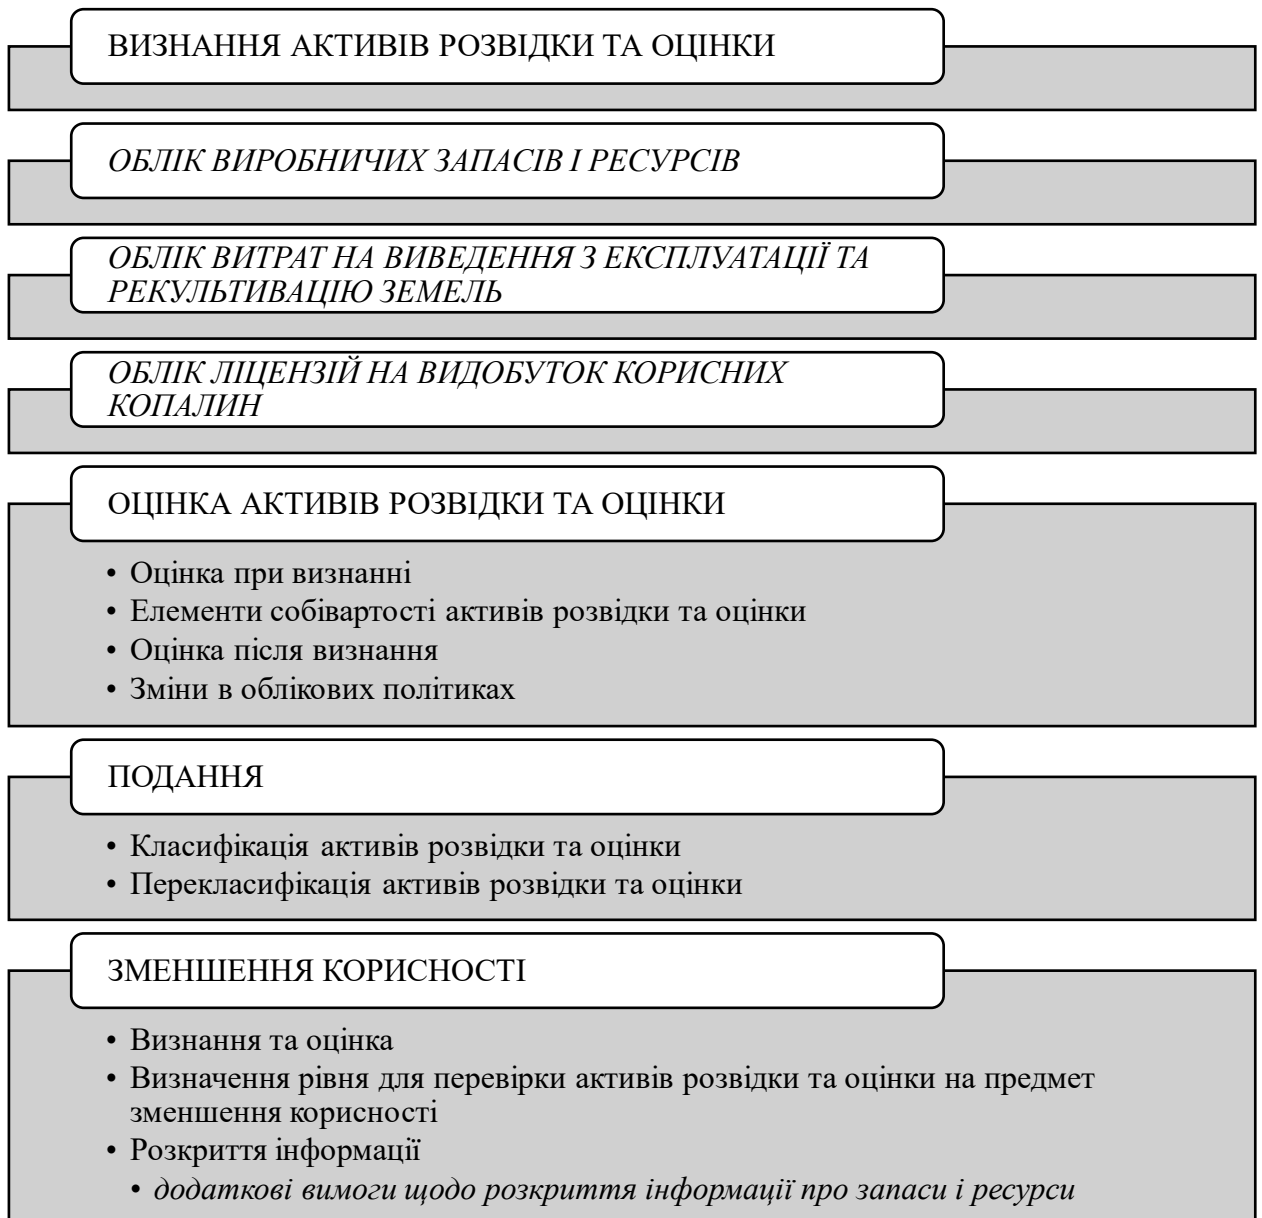 ВИЗНАННЯ АКТИВІВ РОЗВІДКИ ТА ОЦІНКИ
ОБЛІК ВИРОБНИЧИХ ЗАПАСІВ І РЕСУРСІВ
ОБЛІК ВИТРАТ НА ВИВЕДЕННЯ З ЕКСПЛУАТАЦІЇ ТА
РЕКУЛЬТИВАЦІЮ ЗЕМЕЛЬ
ОБЛІК ЛІЦЕНЗІЙ НА ВИДОБУТОК КОРИСНИХ
КОПАЛИН
ОЦІНКА АКТИВІВ РОЗВІДКИ ТА ОЦІНКИ
• Оцінка при визнанні
• Елементи собівартості активів розвідки та оцінки
• Оцінка після визнання
• Зміни в облікових політиках
ПОДАННЯ
• Класифікація активів розвідки та оцінки
• Перекласифікація активів розвідки та оцінки
ЗМЕНШЕННЯ КОРИСНОСТІ
• Визнання та оцінка
• Визначення рівня для перевірки активів розвідки та оцінки на предмет
зменшення корисності
• Розкриття інформації
• додаткові вимоги щодо розкриття інформації про запаси і ресурси